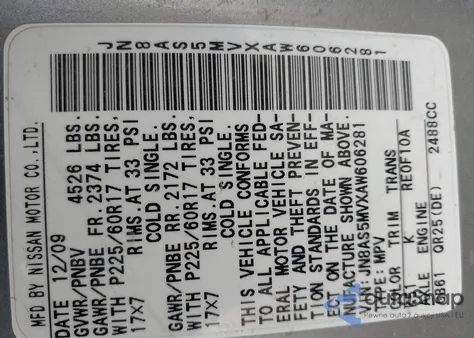 JN8AS5MVXAW606281
MFD BY NISSAN MOTOR CO.,LTD.
DATE 12/09
GVWR/PNBV 4526 LBS.
GAWR/PNBE FR. 2374 LBS.
WITH P225/60R17 TIRES,
17X7 RIMS AT 33 PSI
COLD SINGLE.
GAWR/PNBE RR. 2172 LBS.
WITH P225/60R17 TIRES,
17X7 RIMS AT 33 PSI
COLD SINGLE.
THIS VEHICLE CONFORMS
TO ALL APPLICABLE FED-
ERAL MOTOR VEHICLE SA-
FETY AND THEFT PREVEN-
TION STANDARDS IN EFF-
ECT ON THE DATE OF MA-
NUFACTURE SHOWN ABOVE.
VIN: JN8AS5MVXAW606281
TYPE: MPV
COLOR TRIM TRANS
K RE0F10A
ENGINE
QR25(DE) 2488CC
quipSnap